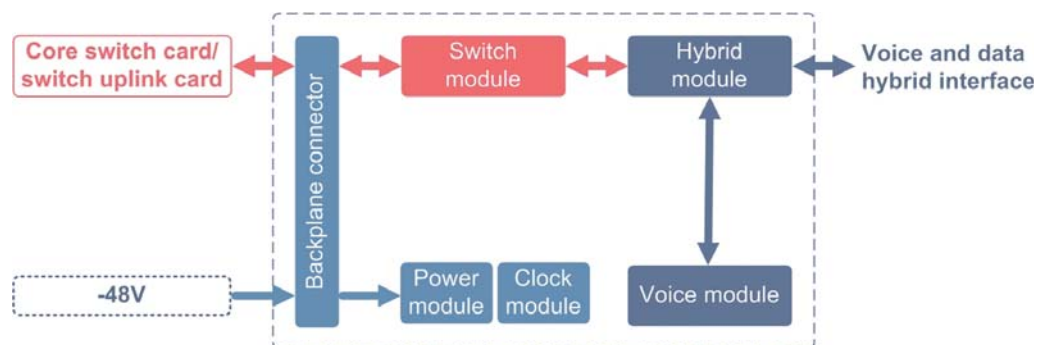 Core switch card/
switch uplink card
Backplane connector
Switch
module
Hybrid
module
Voice and data
hybrid interface
-48V
Power
module
Clock
module
Voice module